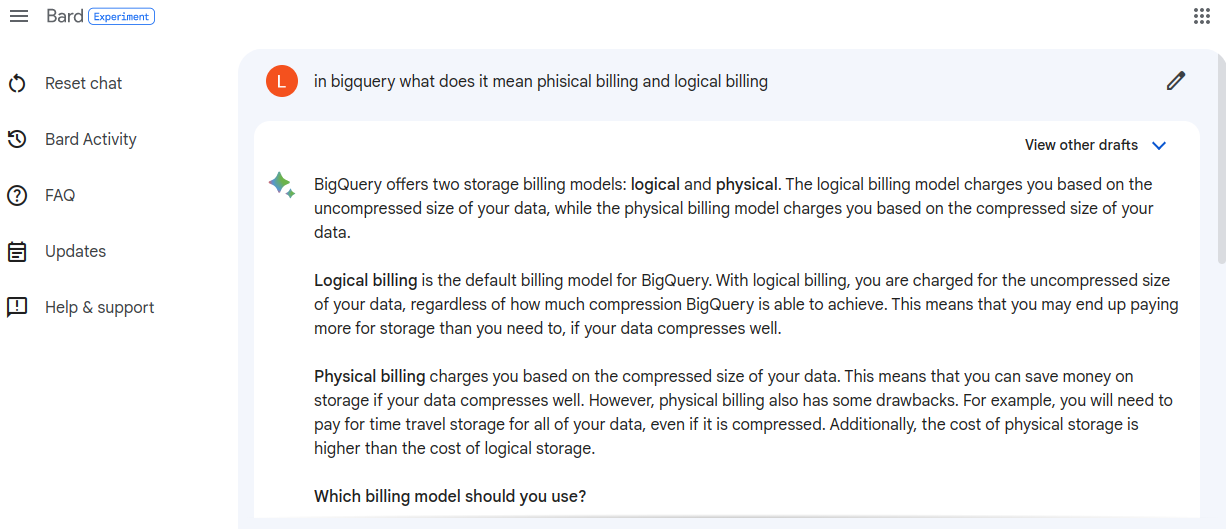 Bard Experiment
Reset chat
Bard Activity
FAQ
Updates
Help & support
L
in bigquery what does it mean phisical billing and logical billing
View other drafts
BigQuery offers two storage billing models: logical and physical. The logical billing model charges you based on the
uncompressed size of your data, while the physical billing model charges you based on the compressed size of your
data.
Logical billing is the default billing model for BigQuery. With logical billing, you are charged for the uncompressed size
of your data, regardless of how much compression BigQuery is able to achieve. This means that you may end up paying
more for storage than you need to, if your data compresses well.
Physical billing charges you based on the compressed size of your data. This means that you can save money on
storage if your data compresses well. However, physical billing also has some drawbacks. For example, you will need to
pay for time travel storage for all of your data, even if it is compressed. Additionally, the cost of physical storage is
higher than the cost of logical storage.
Which billing model should you use?